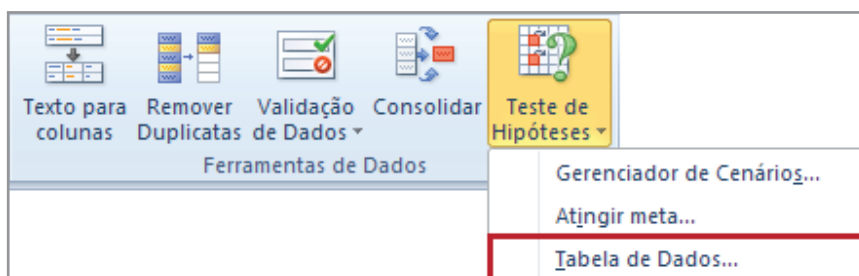 Texto para colunas
Remover Duplicatas
Validação de Dados
Consolidar
Teste de Hipóteses
Ferramentas de Dados
Gerenciador de Cenários...
Atingir meta...
Tabela de Dados...